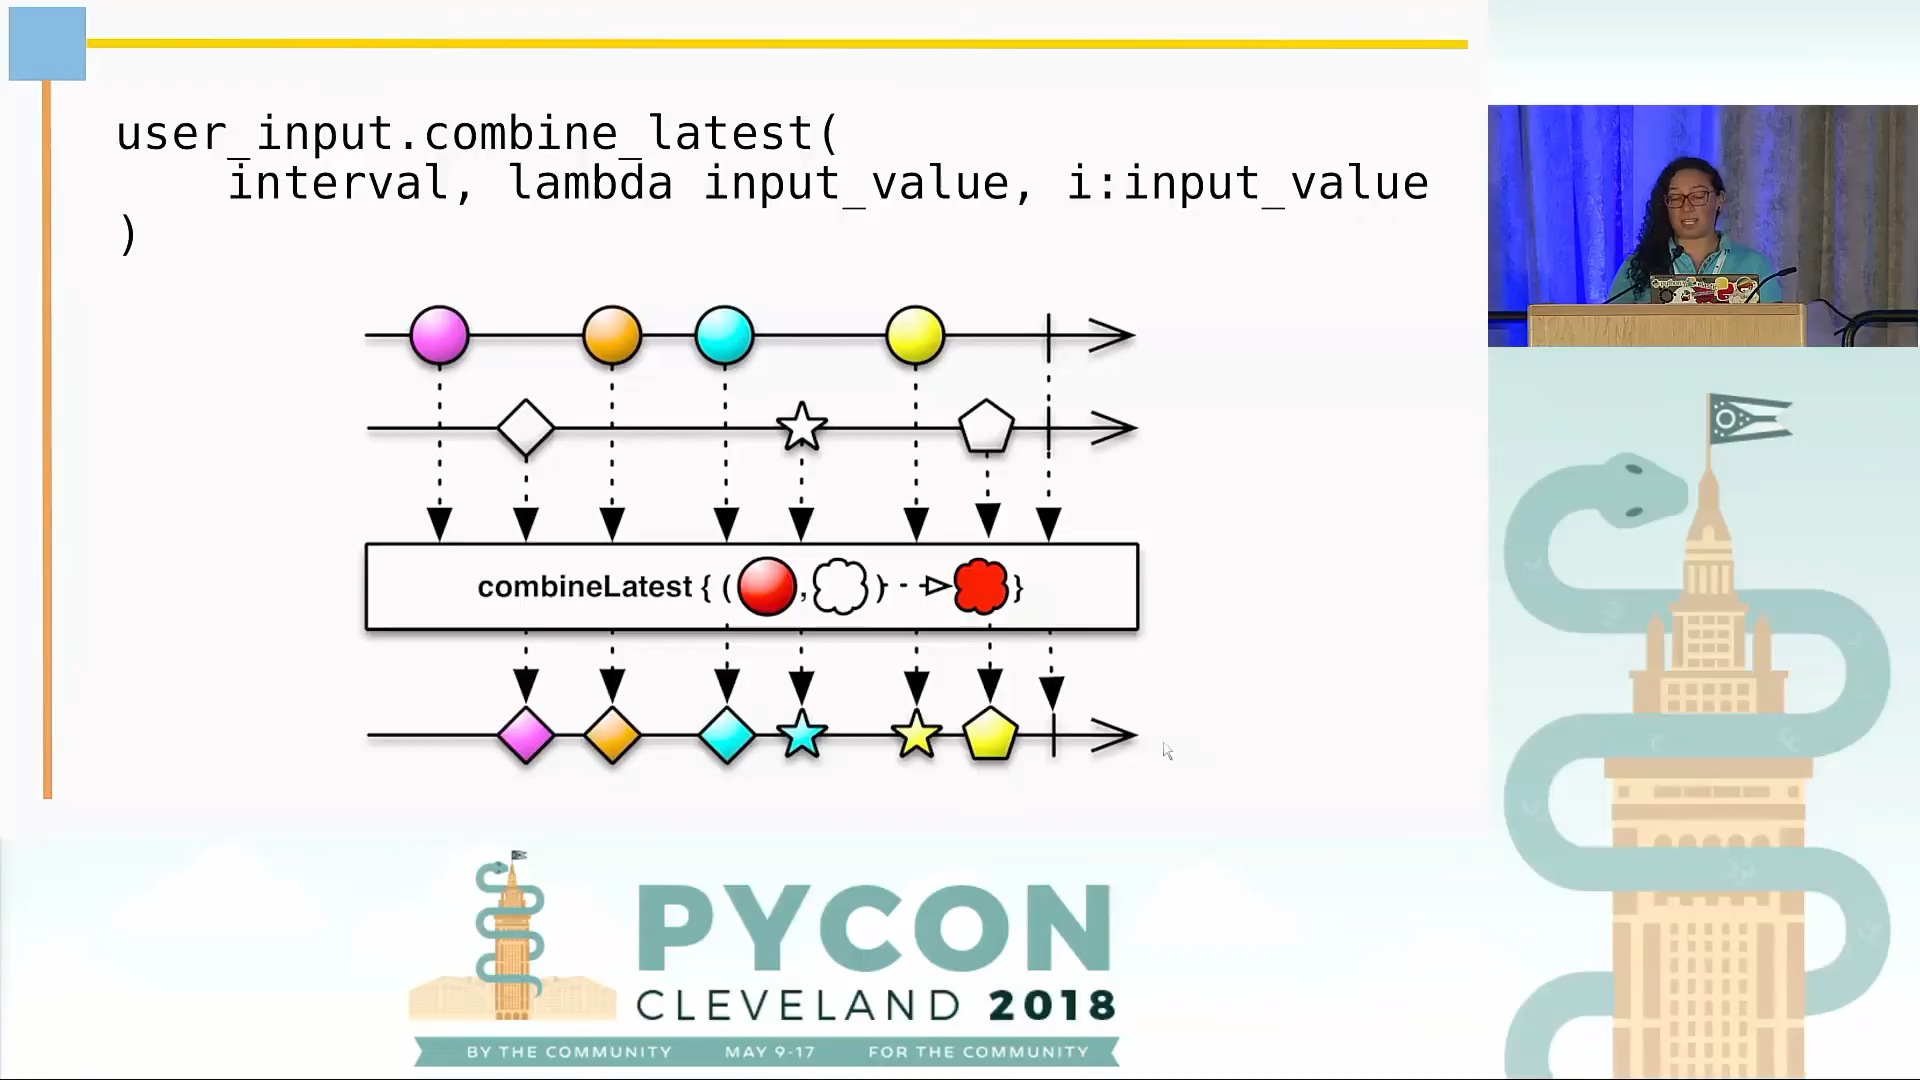 user_input.combine_latest(
interval, lambda input_value, i:input_value
)
combineLatest { ( , ) }
PYCON
CLEVELAND 2018
BY THE COMMUNITY MAY 9-17 FOR THE COMMUNITY